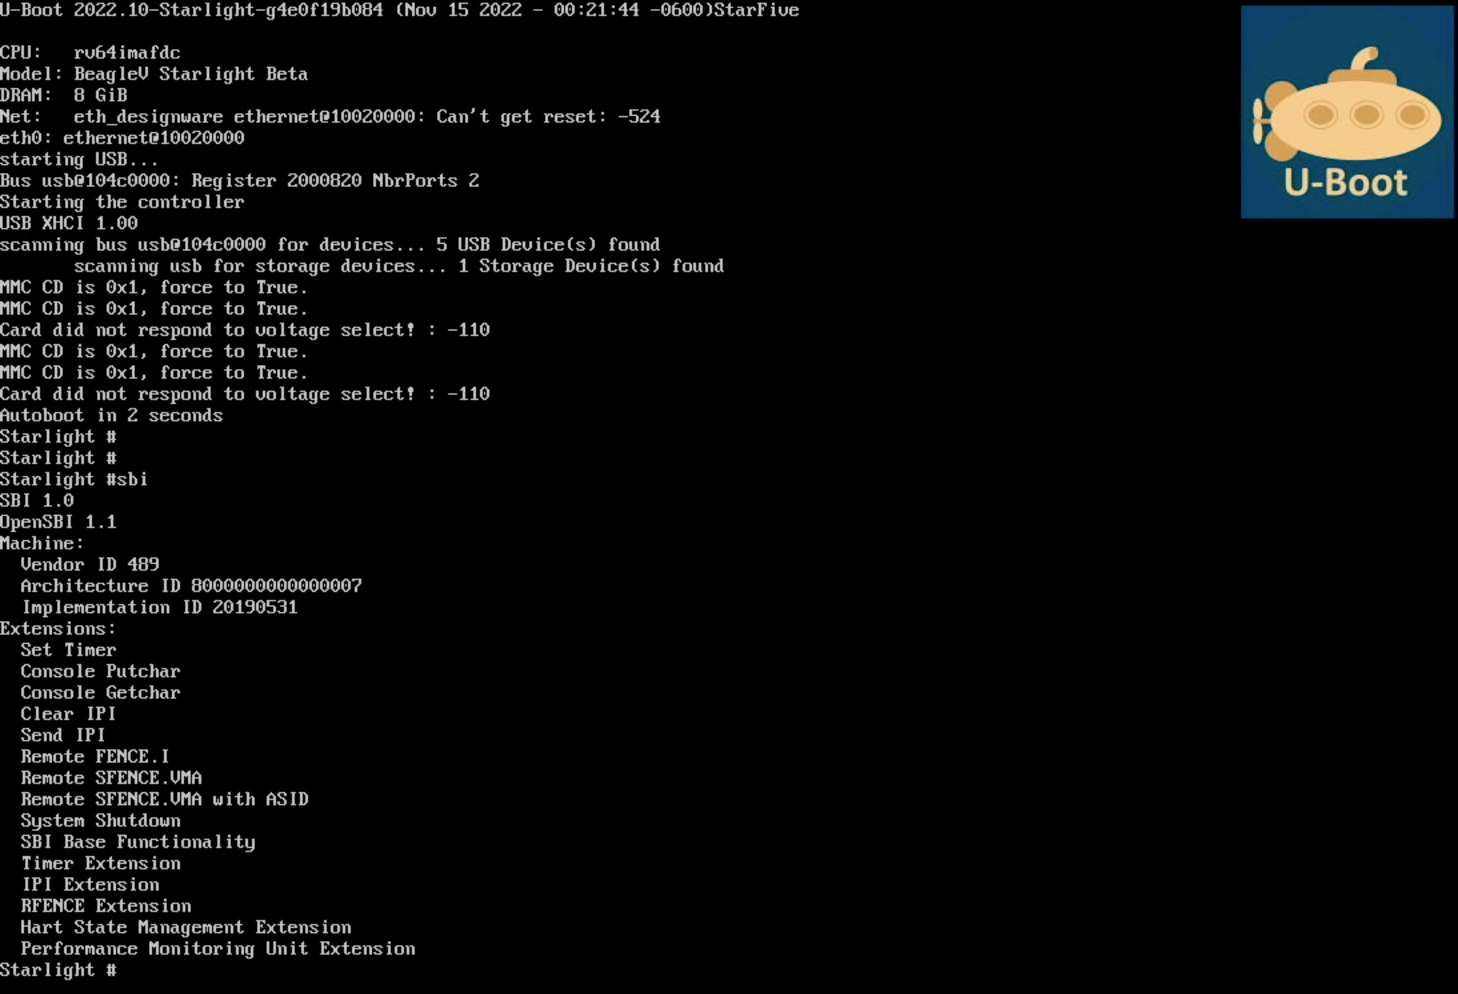 U-Boot 2022.10-Starlight-g4e0f19b084 (Nov 15 2022 - 00:21:44 -0600)StarFive
CPU:   rv64imafdc
Model: BeagleV Starlight Beta
DRAM:  8 GiB
Net:   eth_designware ethernet@10020000: Can't get reset: -524
eth0: ethernet@10020000
starting USB...
Bus usb@104c0000: Register 2000820 NbrPorts 2
Starting the controller
USB XHCI 1.00
scanning bus usb@104c0000 for devices... 5 USB Device(s) found
       scanning usb for storage devices... 1 Storage Device(s) found
MMC CD is 0x1, force to True.
MMC CD is 0x1, force to True.
Card did not respond to voltage select! : -110
MMC CD is 0x1, force to True.
MMC CD is 0x1, force to True.
Card did not respond to voltage select! : -110
Autoboot in 2 seconds
Starlight #
Starlight #
Starlight #sbi
SBI 1.0
OpenSBI 1.1
Machine:
  Vendor ID 489
  Architecture ID 8000000000000007
  Implementation ID 20190531
Extensions:
  Set Timer
  Console Putchar
  Console Getchar
  Clear IPI
  Send IPI
  Remote FENCE.I
  Remote SFENCE.VMA
  Remote SFENCE.VMA with ASID
  System Shutdown
  SBI Base Functionality
  Timer Extension
  IPI Extension
  RFENCE Extension
  Hart State Management Extension
  Performance Monitoring Unit Extension
Starlight #
U-Boot